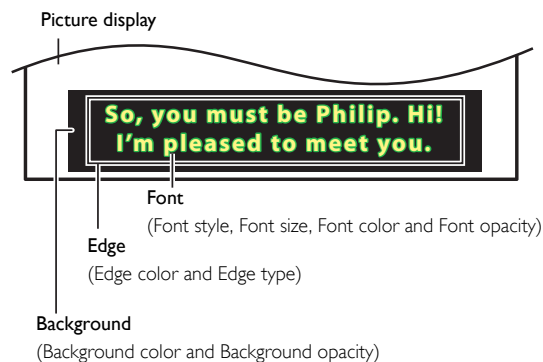 Picture display
So, you must be Philip. Hi!
I'm pleased to meet you.
Font
(Font style, Font size, Font color and Font opacity)
Edge
(Edge color and Edge type)
Background
(Background color and Background opacity)